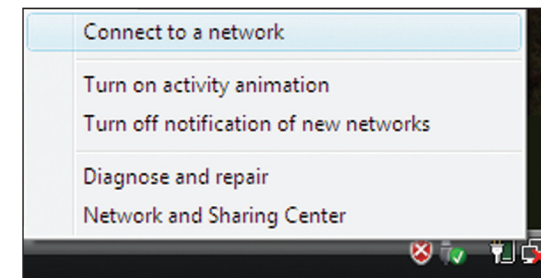 Connect to a network
Turn on activity animation
Turn off notification of new networks
Diagnose and repair
Network and Sharing Center